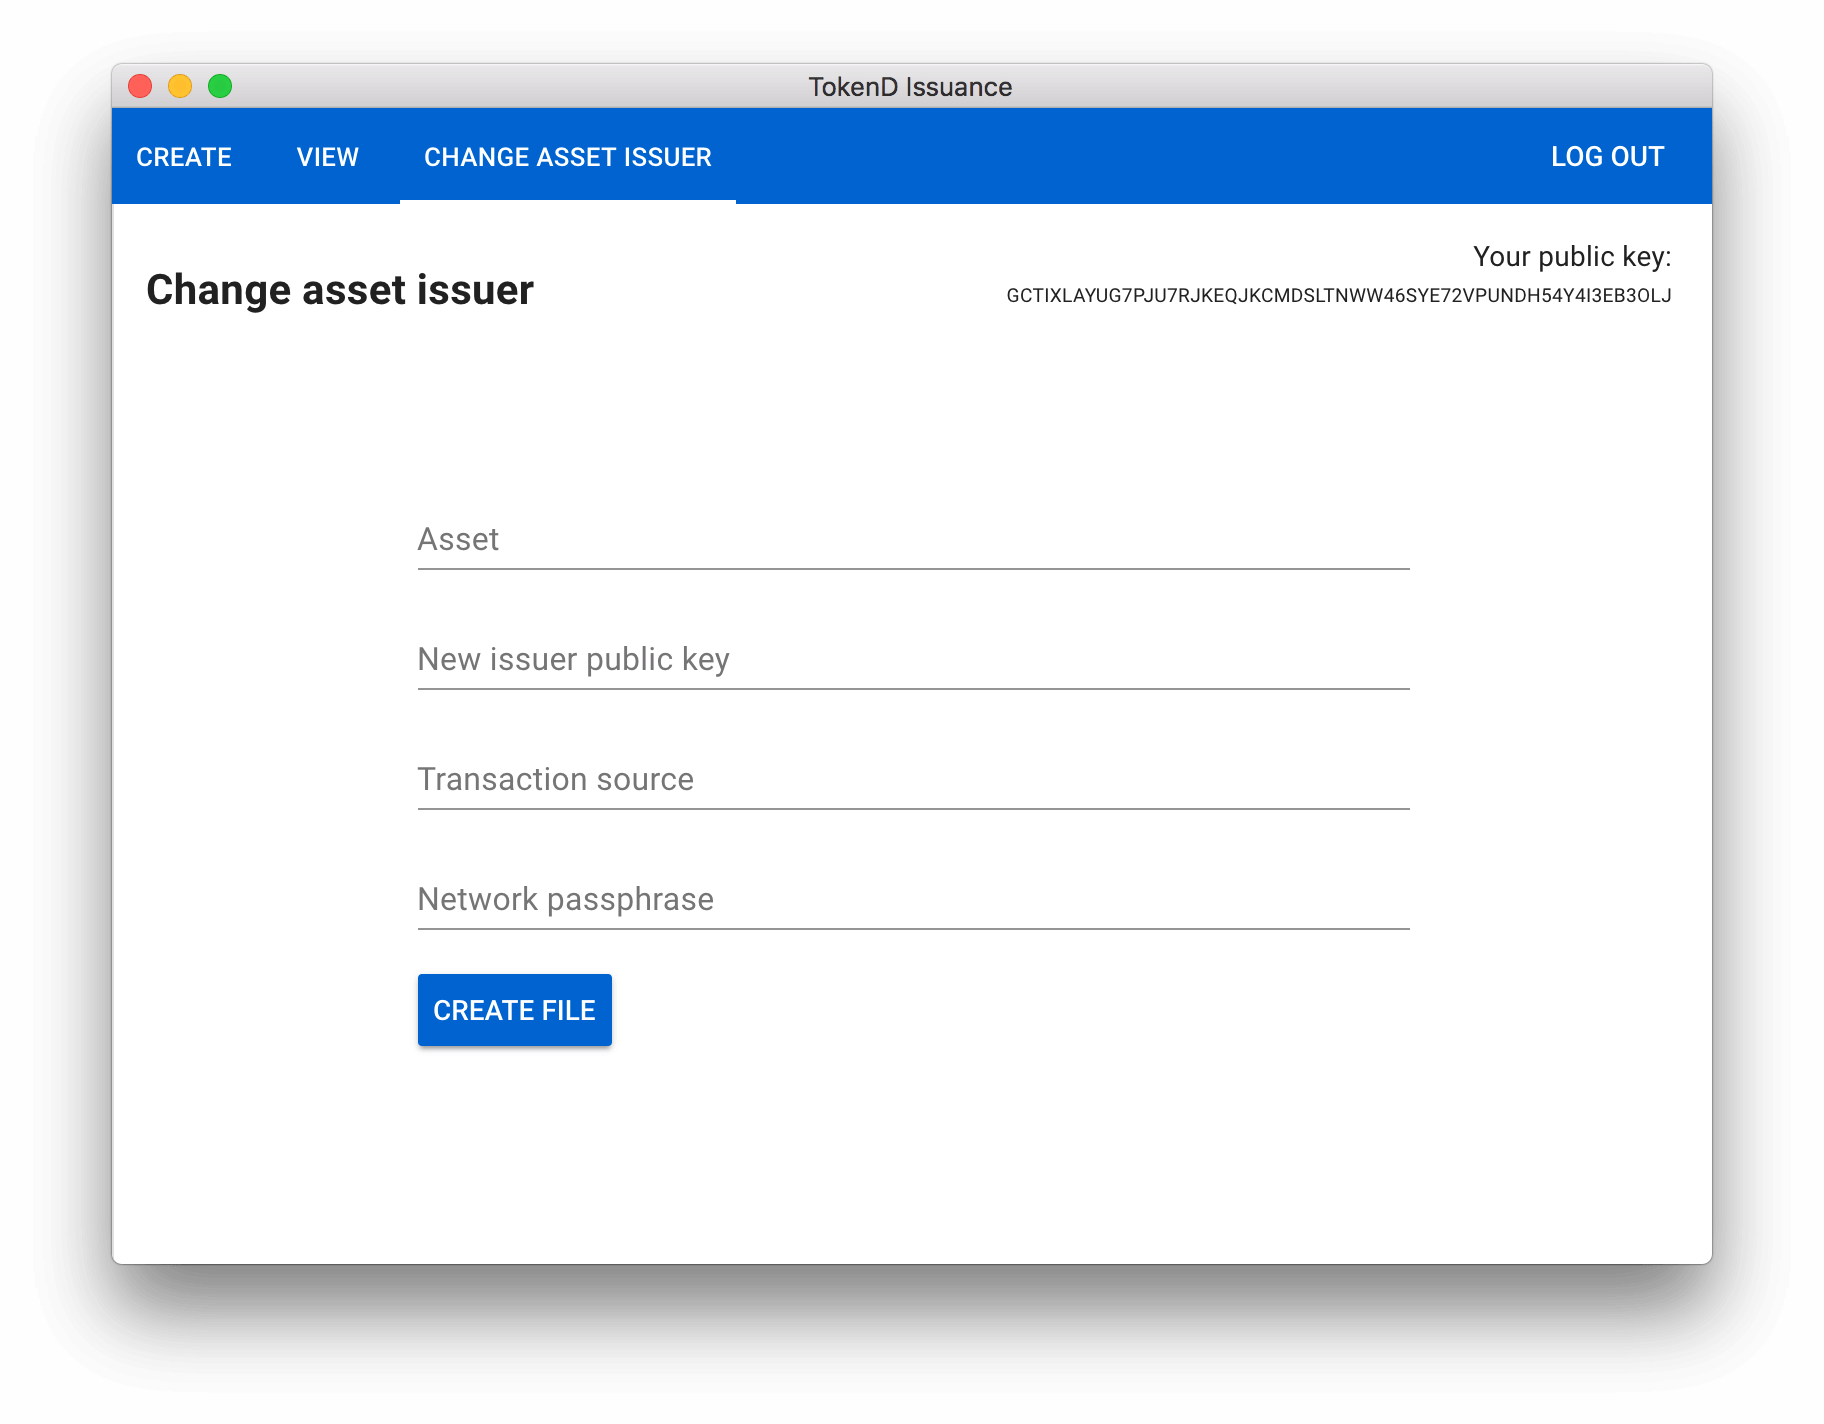 TokenD Issuance
CREATE VIEW CHANGE ASSET ISSUER LOG OUT
Your public key:
Change asset issuer
GCTIXLAYUG7PJU7RJKEQJKCMDSLTNWW46SYE72VPUNDH54Y4I3EB3OLJ
Asset
New issuer public key
Transaction source
Network passphrase
CREATE FILE